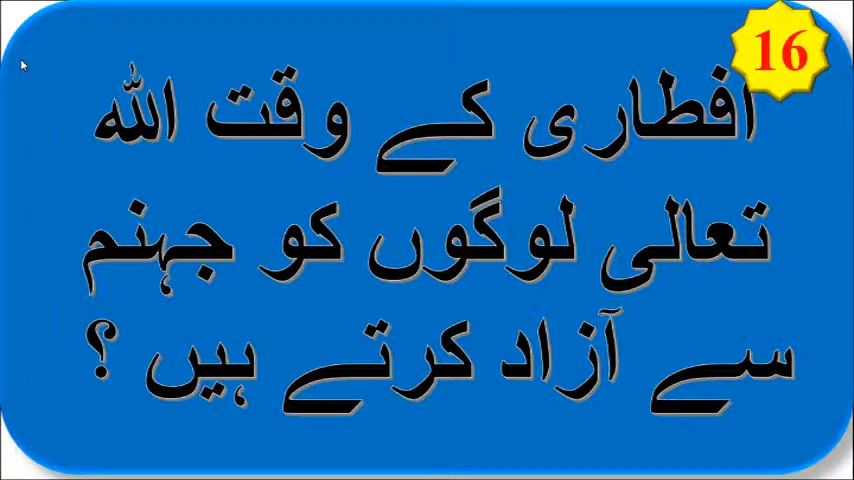 16
افطاری کے وقت اللہ
تعالی لوگوں کو جہنم
سے آزاد کرتے ہیں ؟